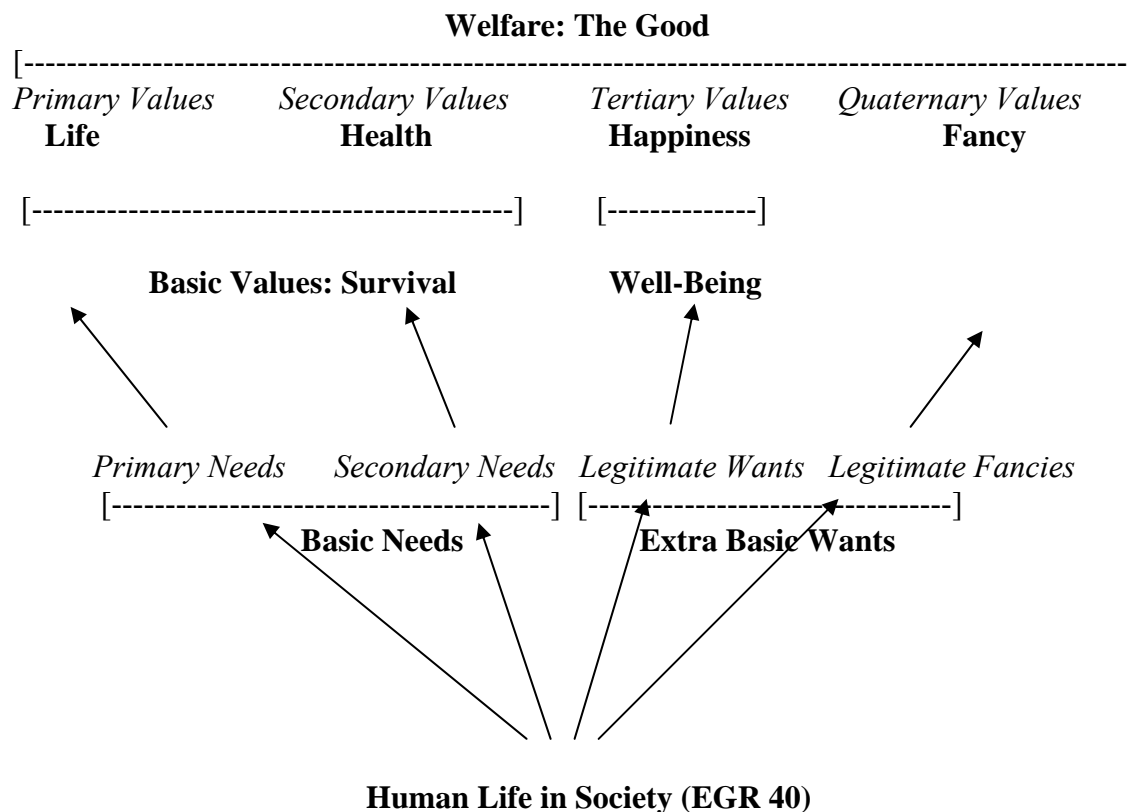 Welfare: The Good
[--------------------------------------------------------------------------------------------------------
Primary Values Secondary Values Tertiary Values Quaternary Values
Life Health Happiness Fancy
[---------------------------------------------] [--------------]
Basic Values: Survival Well-Being
Primary Needs Secondary Needs Legitimate Wants Legitimate Fancies
[-----------------------------------------] [----------------------------------]
Basic Needs Extra Basic Wants
Human Life in Society (EGR 40)